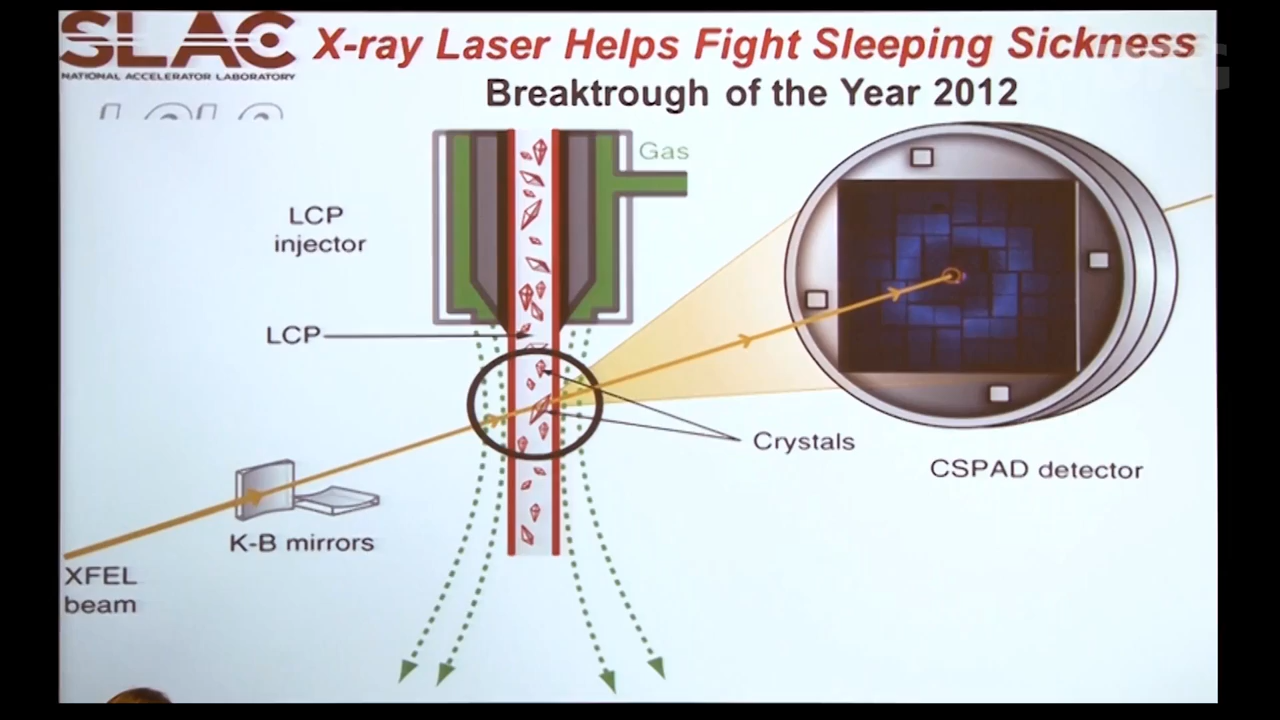 SLAC
NATIONAL ACCELERATOR LABORATORY
X-ray Laser Helps Fight Sleeping Sickness
Breaktrough of the Year 2012
Gas
LCP
injector
LCP
Crystals
CSPAD detector
K-B mirrors
XFEL
beam